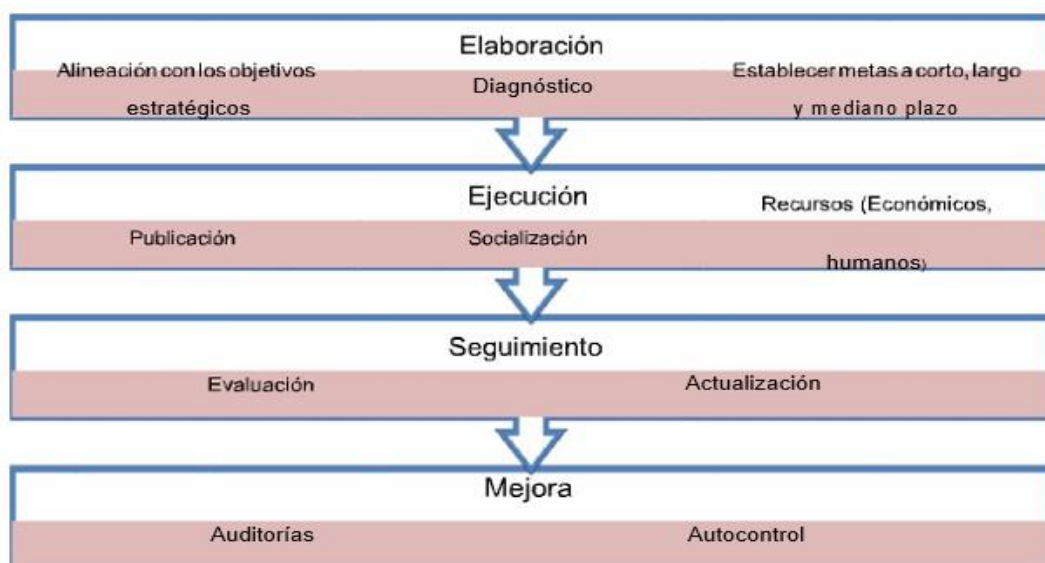 Elaboración
Alineación con los objetivos
estratégicos
Diagnóstico
Establecer metas a corto, largo
y mediano plazo
Ejecución
Publicación
Socialización
Recursos (Económicos,
humanos)
Seguimiento
Evaluación
Actualización
Mejora
Auditorías
Autocontrol